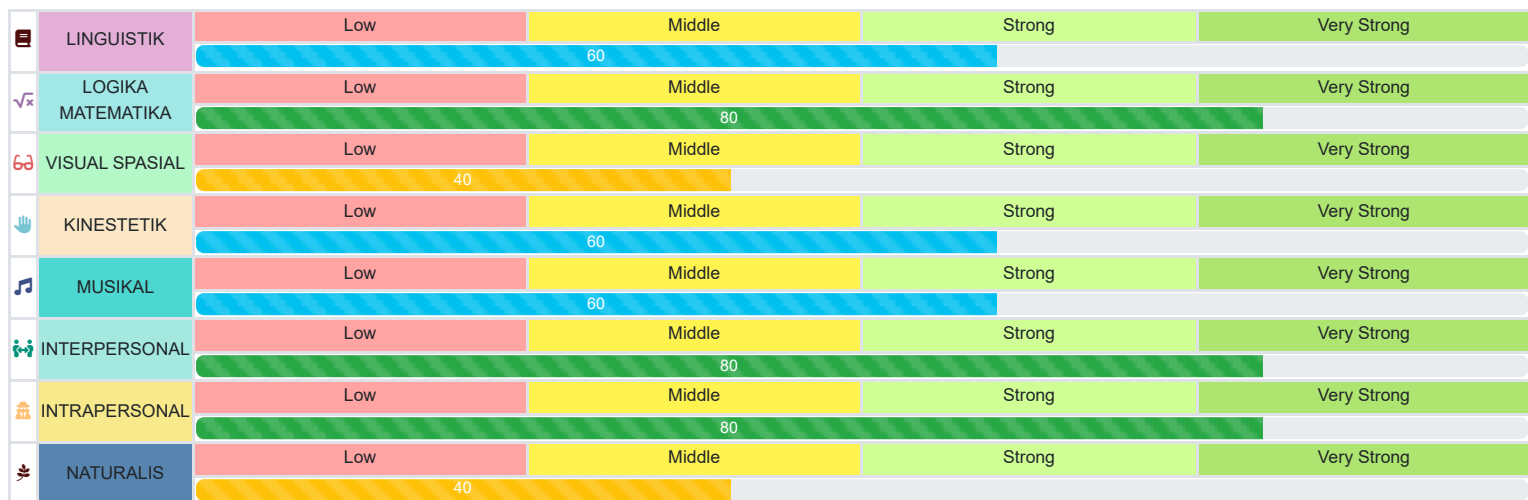 LINGUISTIK
Low Middle Strong Very Strong
60
LOGIKA
MATEMATIKA
Low Middle Strong Very Strong
80
VISUAL SPASIAL
Low Middle Strong Very Strong
40
KINESTETIK
Low Middle Strong Very Strong
60
MUSIKAL
Low Middle Strong Very Strong
60
INTERPERSONAL
Low Middle Strong Very Strong
80
INTRAPERSONAL
Low Middle Strong Very Strong
80
NATURALIS
Low Middle Strong Very Strong
40